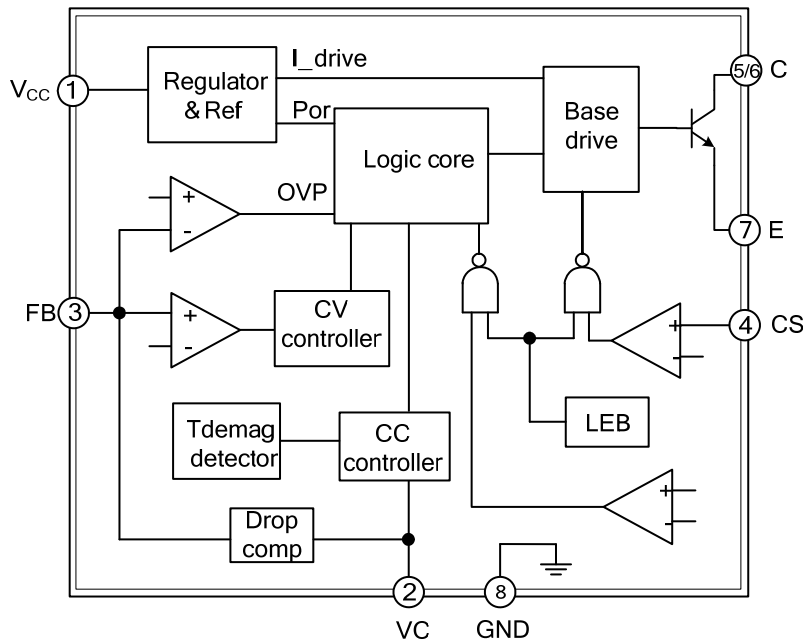 I_drive
5/6 C
Regulator
& Ref
VCC 1
Por
Base
drive
Logic core
OVP
+
-
7 E
FB 3
+
-
CV
controller
+
-
4 CS
Tdemag
detector
CC
controller
LEB
+
-
Drop
comp
2
8
VC
GND